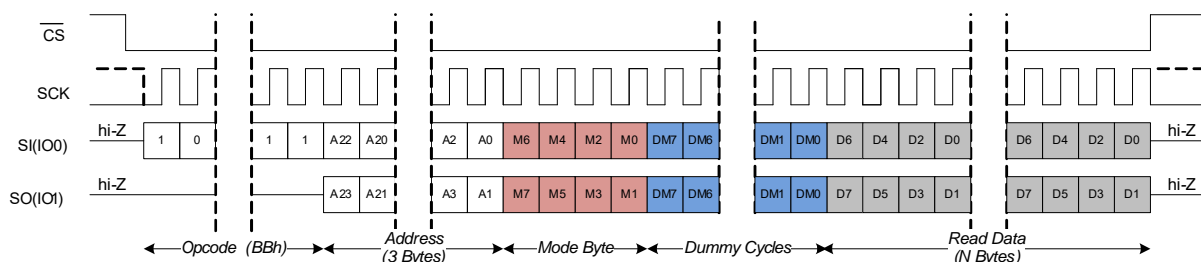 CS
SCK
hi-Z
SI(IO0)
1 0 1 1 A22 A20 A2 A0 M6 M4 M2 M0 DM7 DM6 DM1 DM0 D6 D4 D2 D0 D6 D4 D2 D0
hi-Z
hi-Z
SO(IO1)
A23 A21 A3 A1 M7 M5 M3 M1 DM7 DM6 DM1 DM0 D7 D5 D3 D1 D7 D5 D3 D1
hi-Z
Opcode (BBh)
Address
(3 Bytes)
Mode Byte
Dummy Cycles
Read Data
(N Bytes)